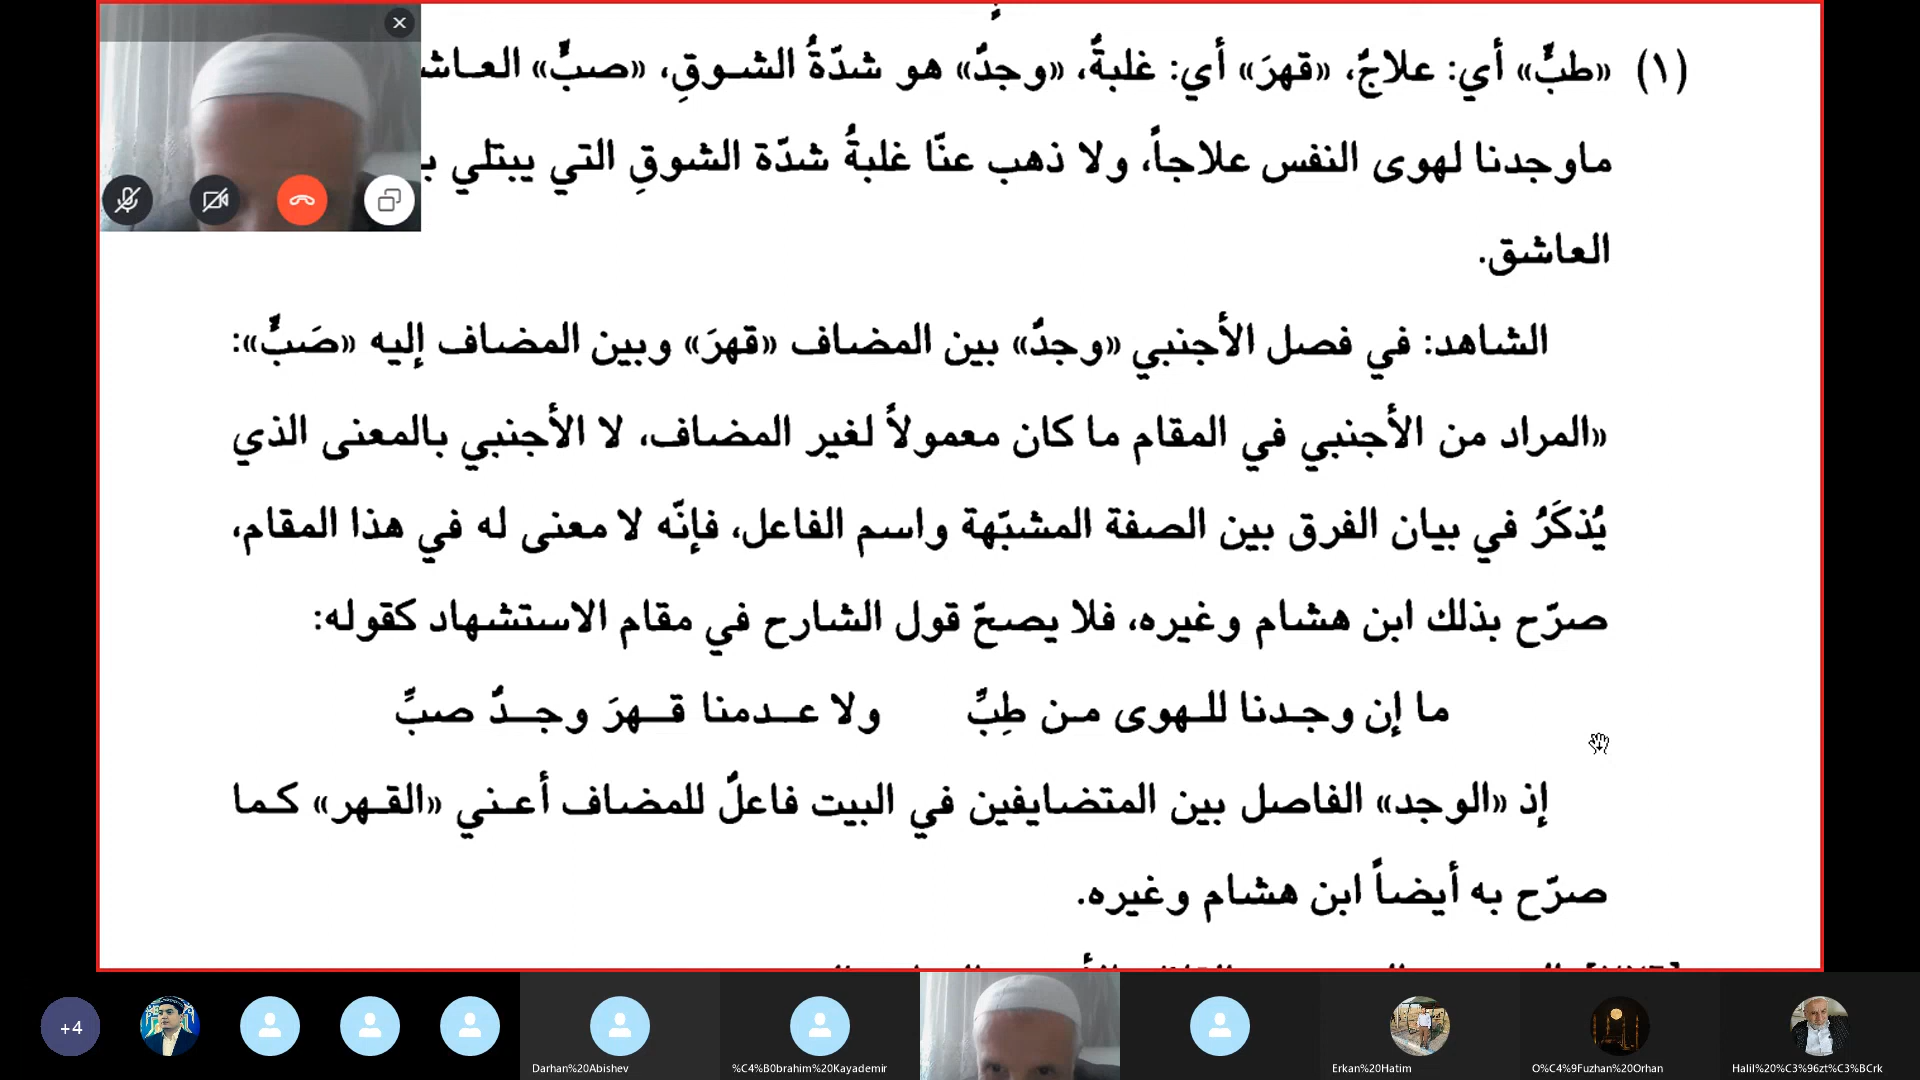 (١) «طبٌّ» أي: علاجٌ، «قهرَ» أي: غلبةٌ، «وجدٌ» هو شدّةُ الشوقِ، «صبٌّ» العاش
ماوجدنا لهوى النفس علاجاً، ولا ذهب عنّا غلبةُ شدّة الشوقِ التي يبتلي ب
العاشق.
الشاهد: في فصل الأجنبي «وجدٌ» بين المضاف «قهرَ» وبين المضاف إليه «صَبٌّ»:
«المراد من الأجنبي في المقام ما كان معمولاً لغير المضاف، لا الأجنبي بالمعنى الذي
يُذكَرُ في بيان الفرق بين الصفة المشبّهة واسم الفاعل، فإنّه لا معنى له في هذا المقام،
صرّح بذلك ابن هشام وغيره، فلا يصحّ قول الشارح في مقام الاستشهاد كقوله:
ما إن وجدنا للهوى من طِبٍّ ولا عدمنا قهرَ وجدٌ صبٍّ
إذ «الوجد» الفاصل بين المتضايفين في البيت فاعلٌ للمضاف أعني «القهر» كما
صرّح به أيضاً ابن هشام وغيره.
+4
Darhan%20Abishev
%C4%B0brahim%20Kayademir
Erkan%20Hatim
O%C4%9Fuzhan%20Orhan
Halil%20%C3%96zt%C3%BCrk